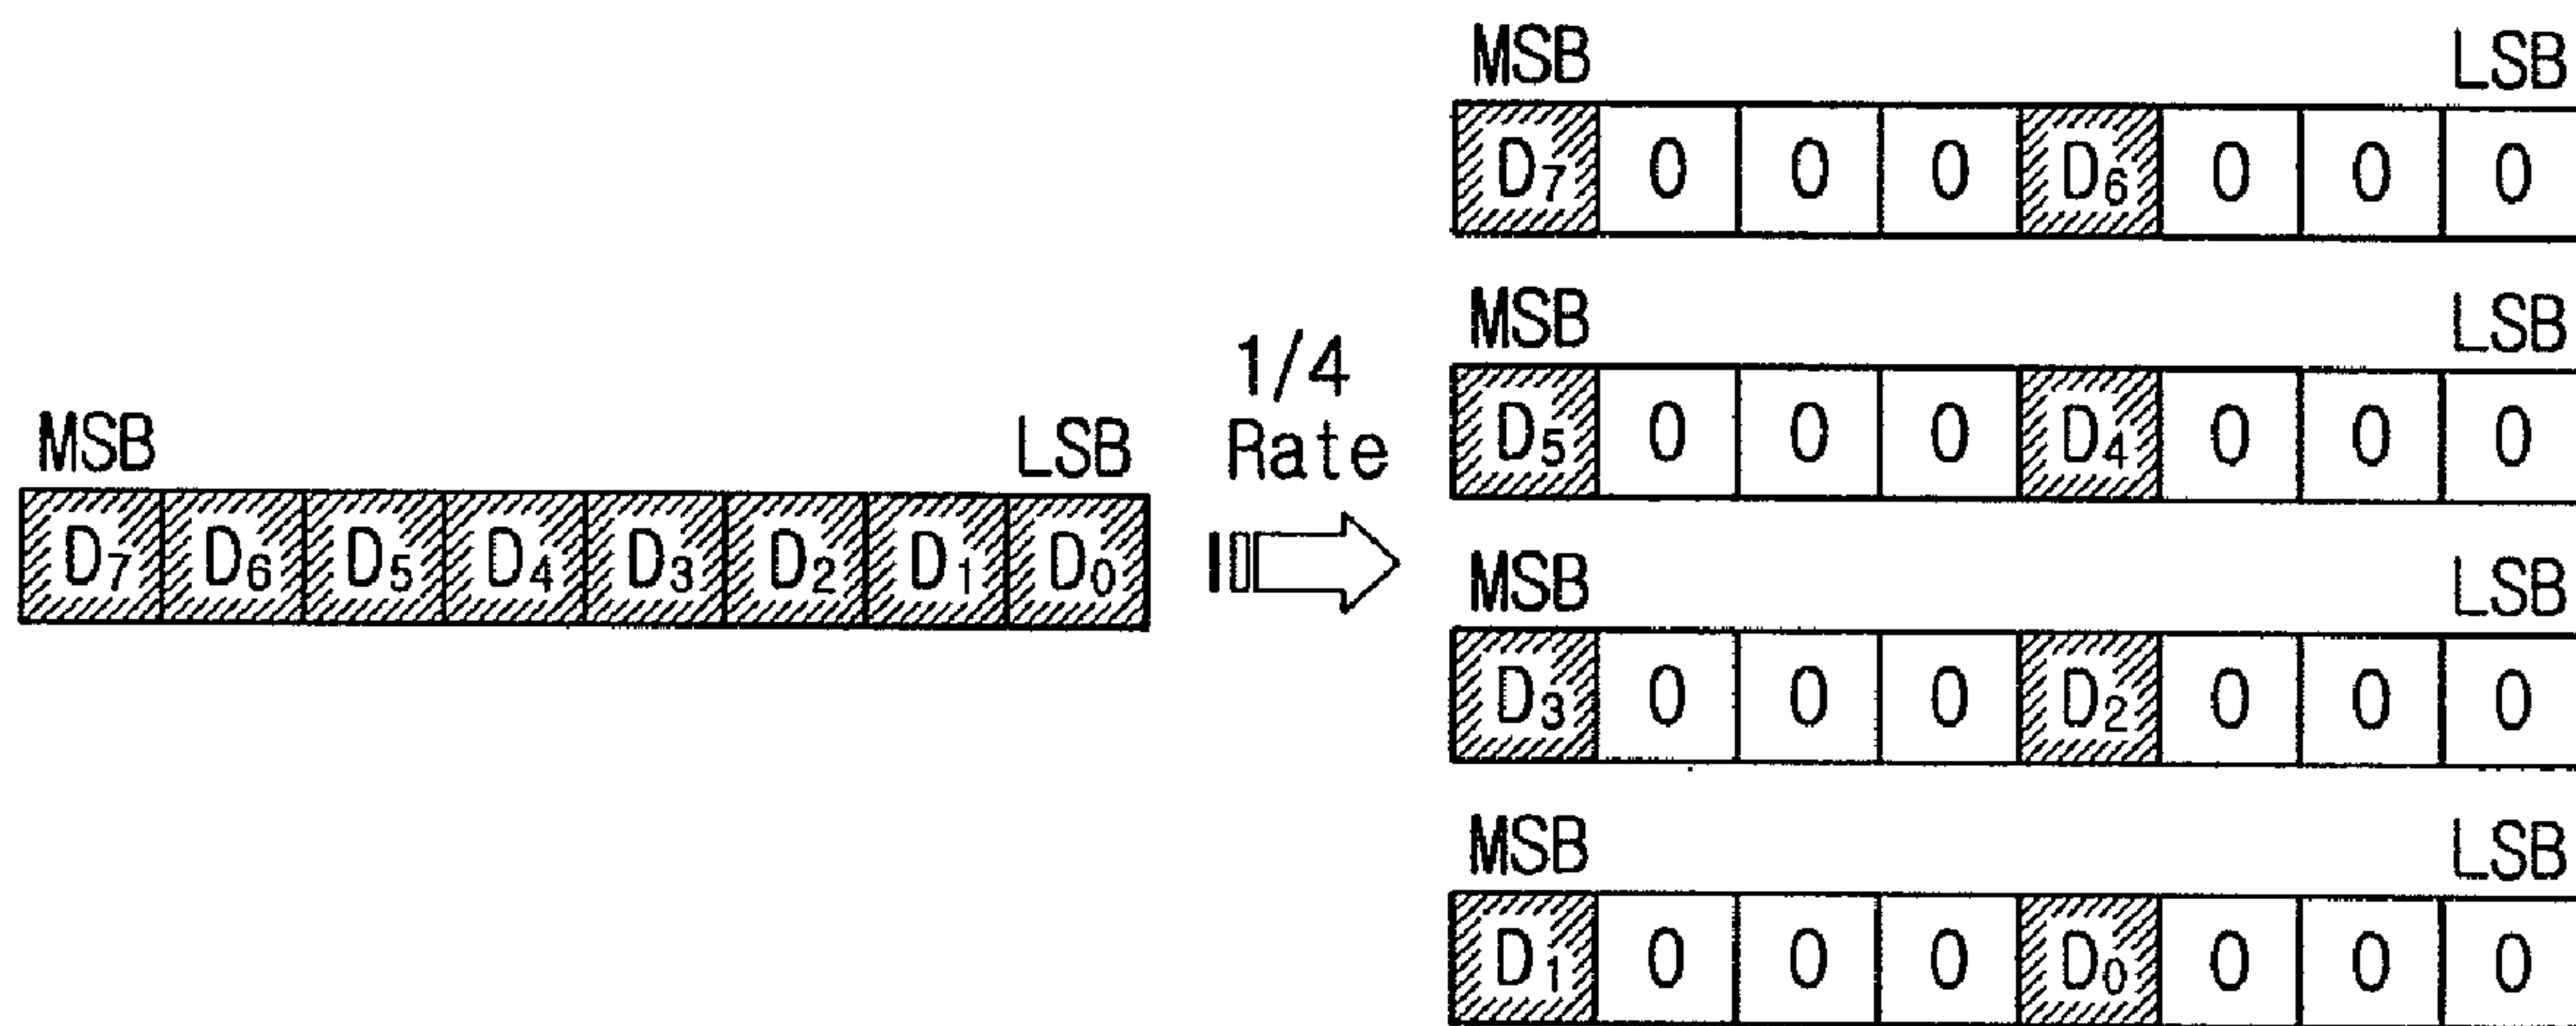 MSB LSB
D7 0 0 0 D6 0 0 0
MSB LSB
D5 0 0 0 D4 0 0 0
1/4
Rate
MSB LSB
D7 D6 D5 D4 D3 D2 D1 D0
MSB LSB
D3 0 0 0 D2 0 0 0
MSB LSB
D1 0 0 0 D0 0 0 0